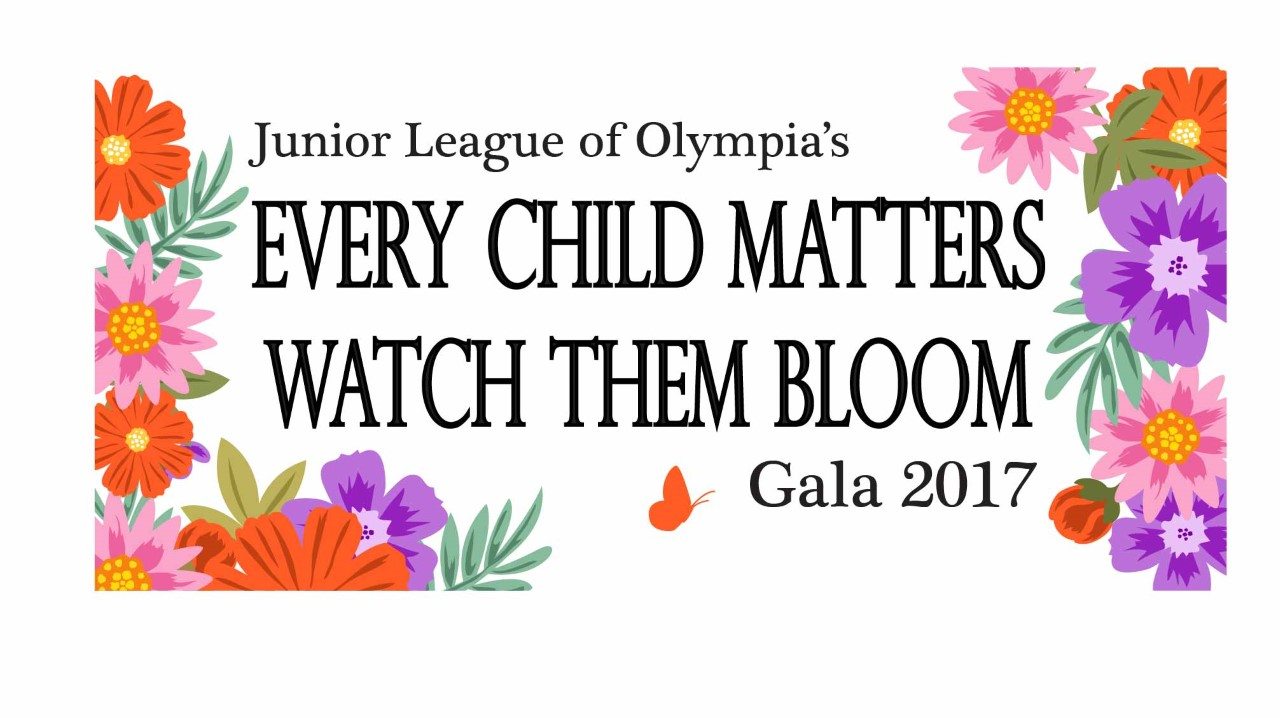 Junior League of Olympia’s
EVERY CHILD MATTERS
WATCH THEM BLOOM
Gala 2017